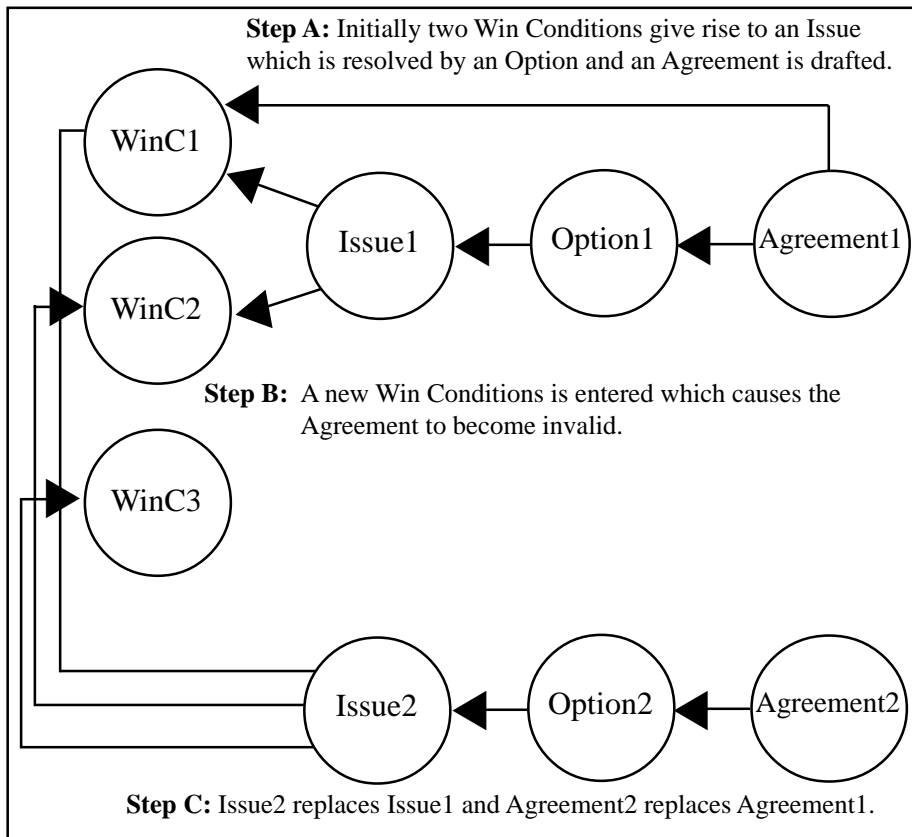 Step A: Initially two Win Conditions give rise to an Issue
which is resolved by an Option and an Agreement is drafted.
WinC1
Issue1
Option1
Agreement1
WinC2
Step B: A new Win Conditions is entered which causes the
Agreement to become invalid.
WinC3
Issue2
Option2
Agreement2
Step C: Issue2 replaces Issue1 and Agreement2 replaces Agreement1.